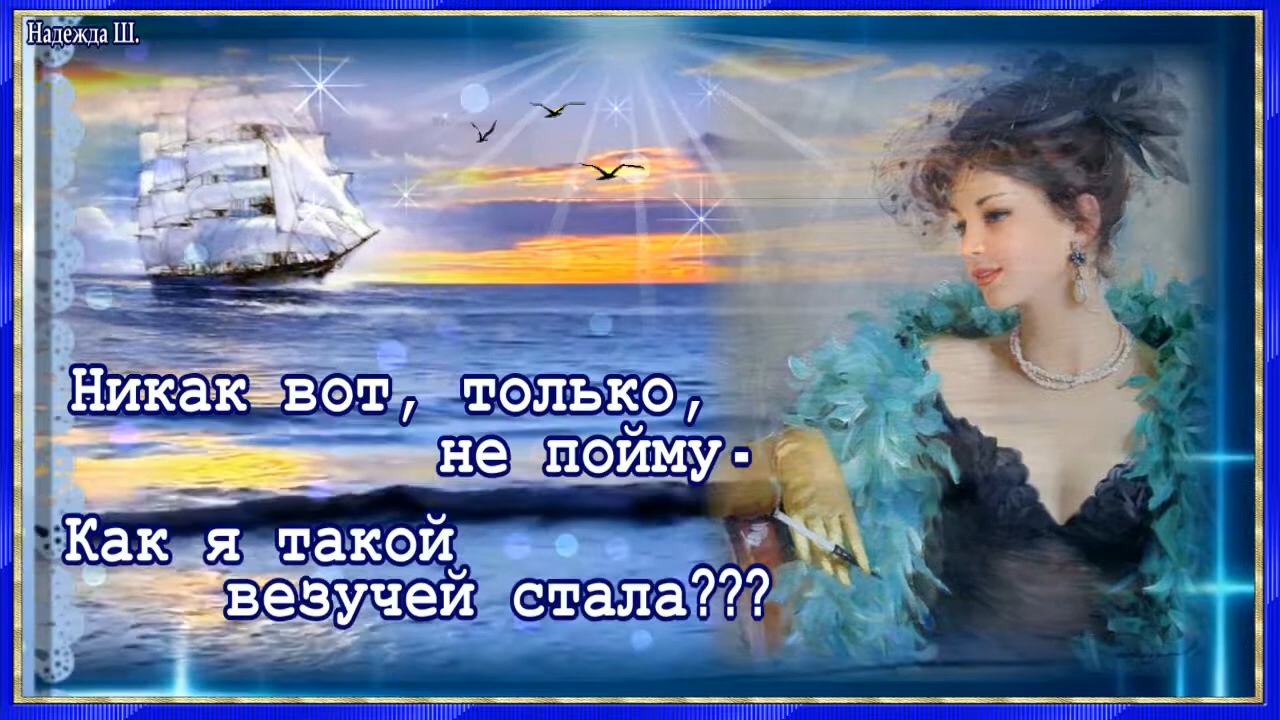 Надежда Ш.
Никак вот, только,
не пойму-
Как я такой
везучей стала???